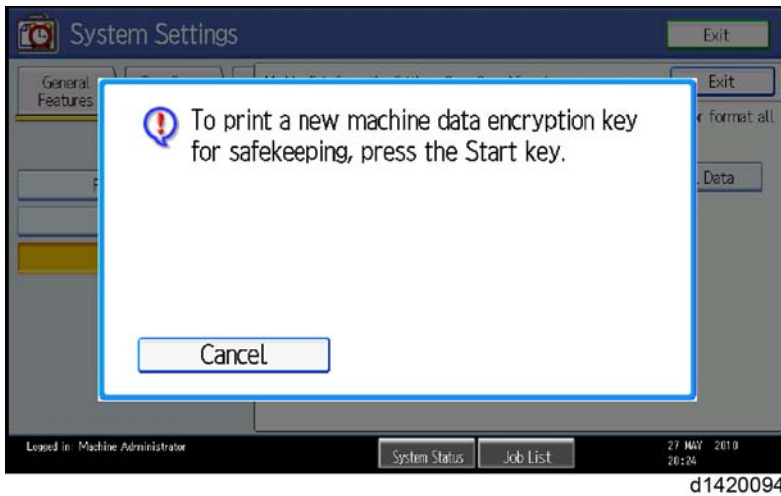 System Settings
Exit
General
Features
Exit
r format all
To print a new machine data encryption key
for safekeeping, press the Start key.
. Data
Cancel
Logged in: Machine Administrator
System Status
Job List
27 MAY 2010
20:24
d1420094